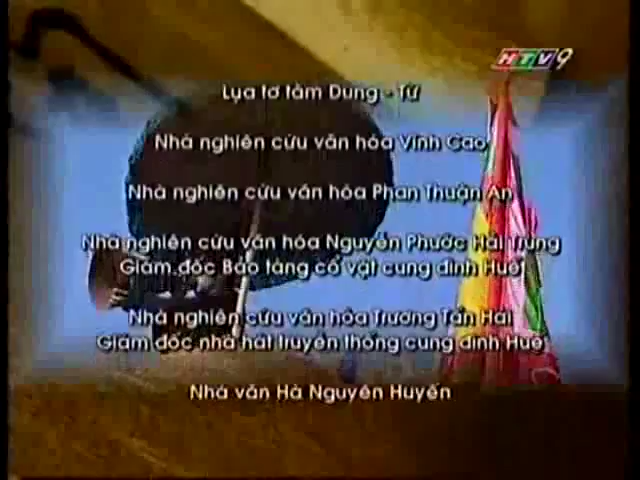 HTV9
Lụa tơ tằm Dung - Từ
Nhà nghiên cứu văn hóa Vĩnh Cao
Nhà nghiên cứu văn hóa Phan Thuận An
Nhà nghiên cứu văn hóa Nguyễn Phước Hải Trung
Giám đốc Bảo tàng cổ vật cung đình Huế
Nhà nghiên cứu văn hóa Trương Tấn Hải
Giám đốc nhà hát truyền thống cung đình Huế
Nhà văn Hà Nguyên Huyến